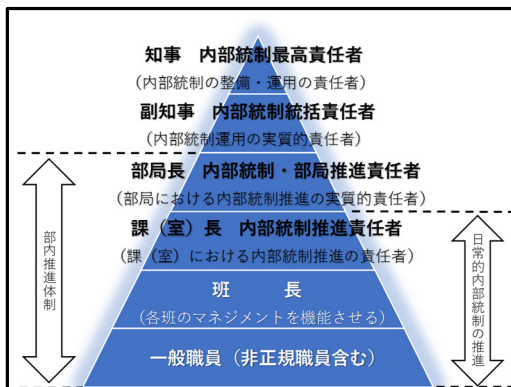 知事　内部統制最高責任者
（内部統制の整備・運用の責任者）
副知事　内部統制統括責任者
（内部統制運用の実質的責任者）
部局長　内部統制・部局推進責任者
（部局における内部統制推進の実質的責任者）
課（室）長　内部統制推進責任者
（課（室）における内部統制推進の責任者）
班　　長
（各班のマネジメントを機能させる）
一般職員（非正規職員含む）
部内推進体制
日常的内部統制の推進